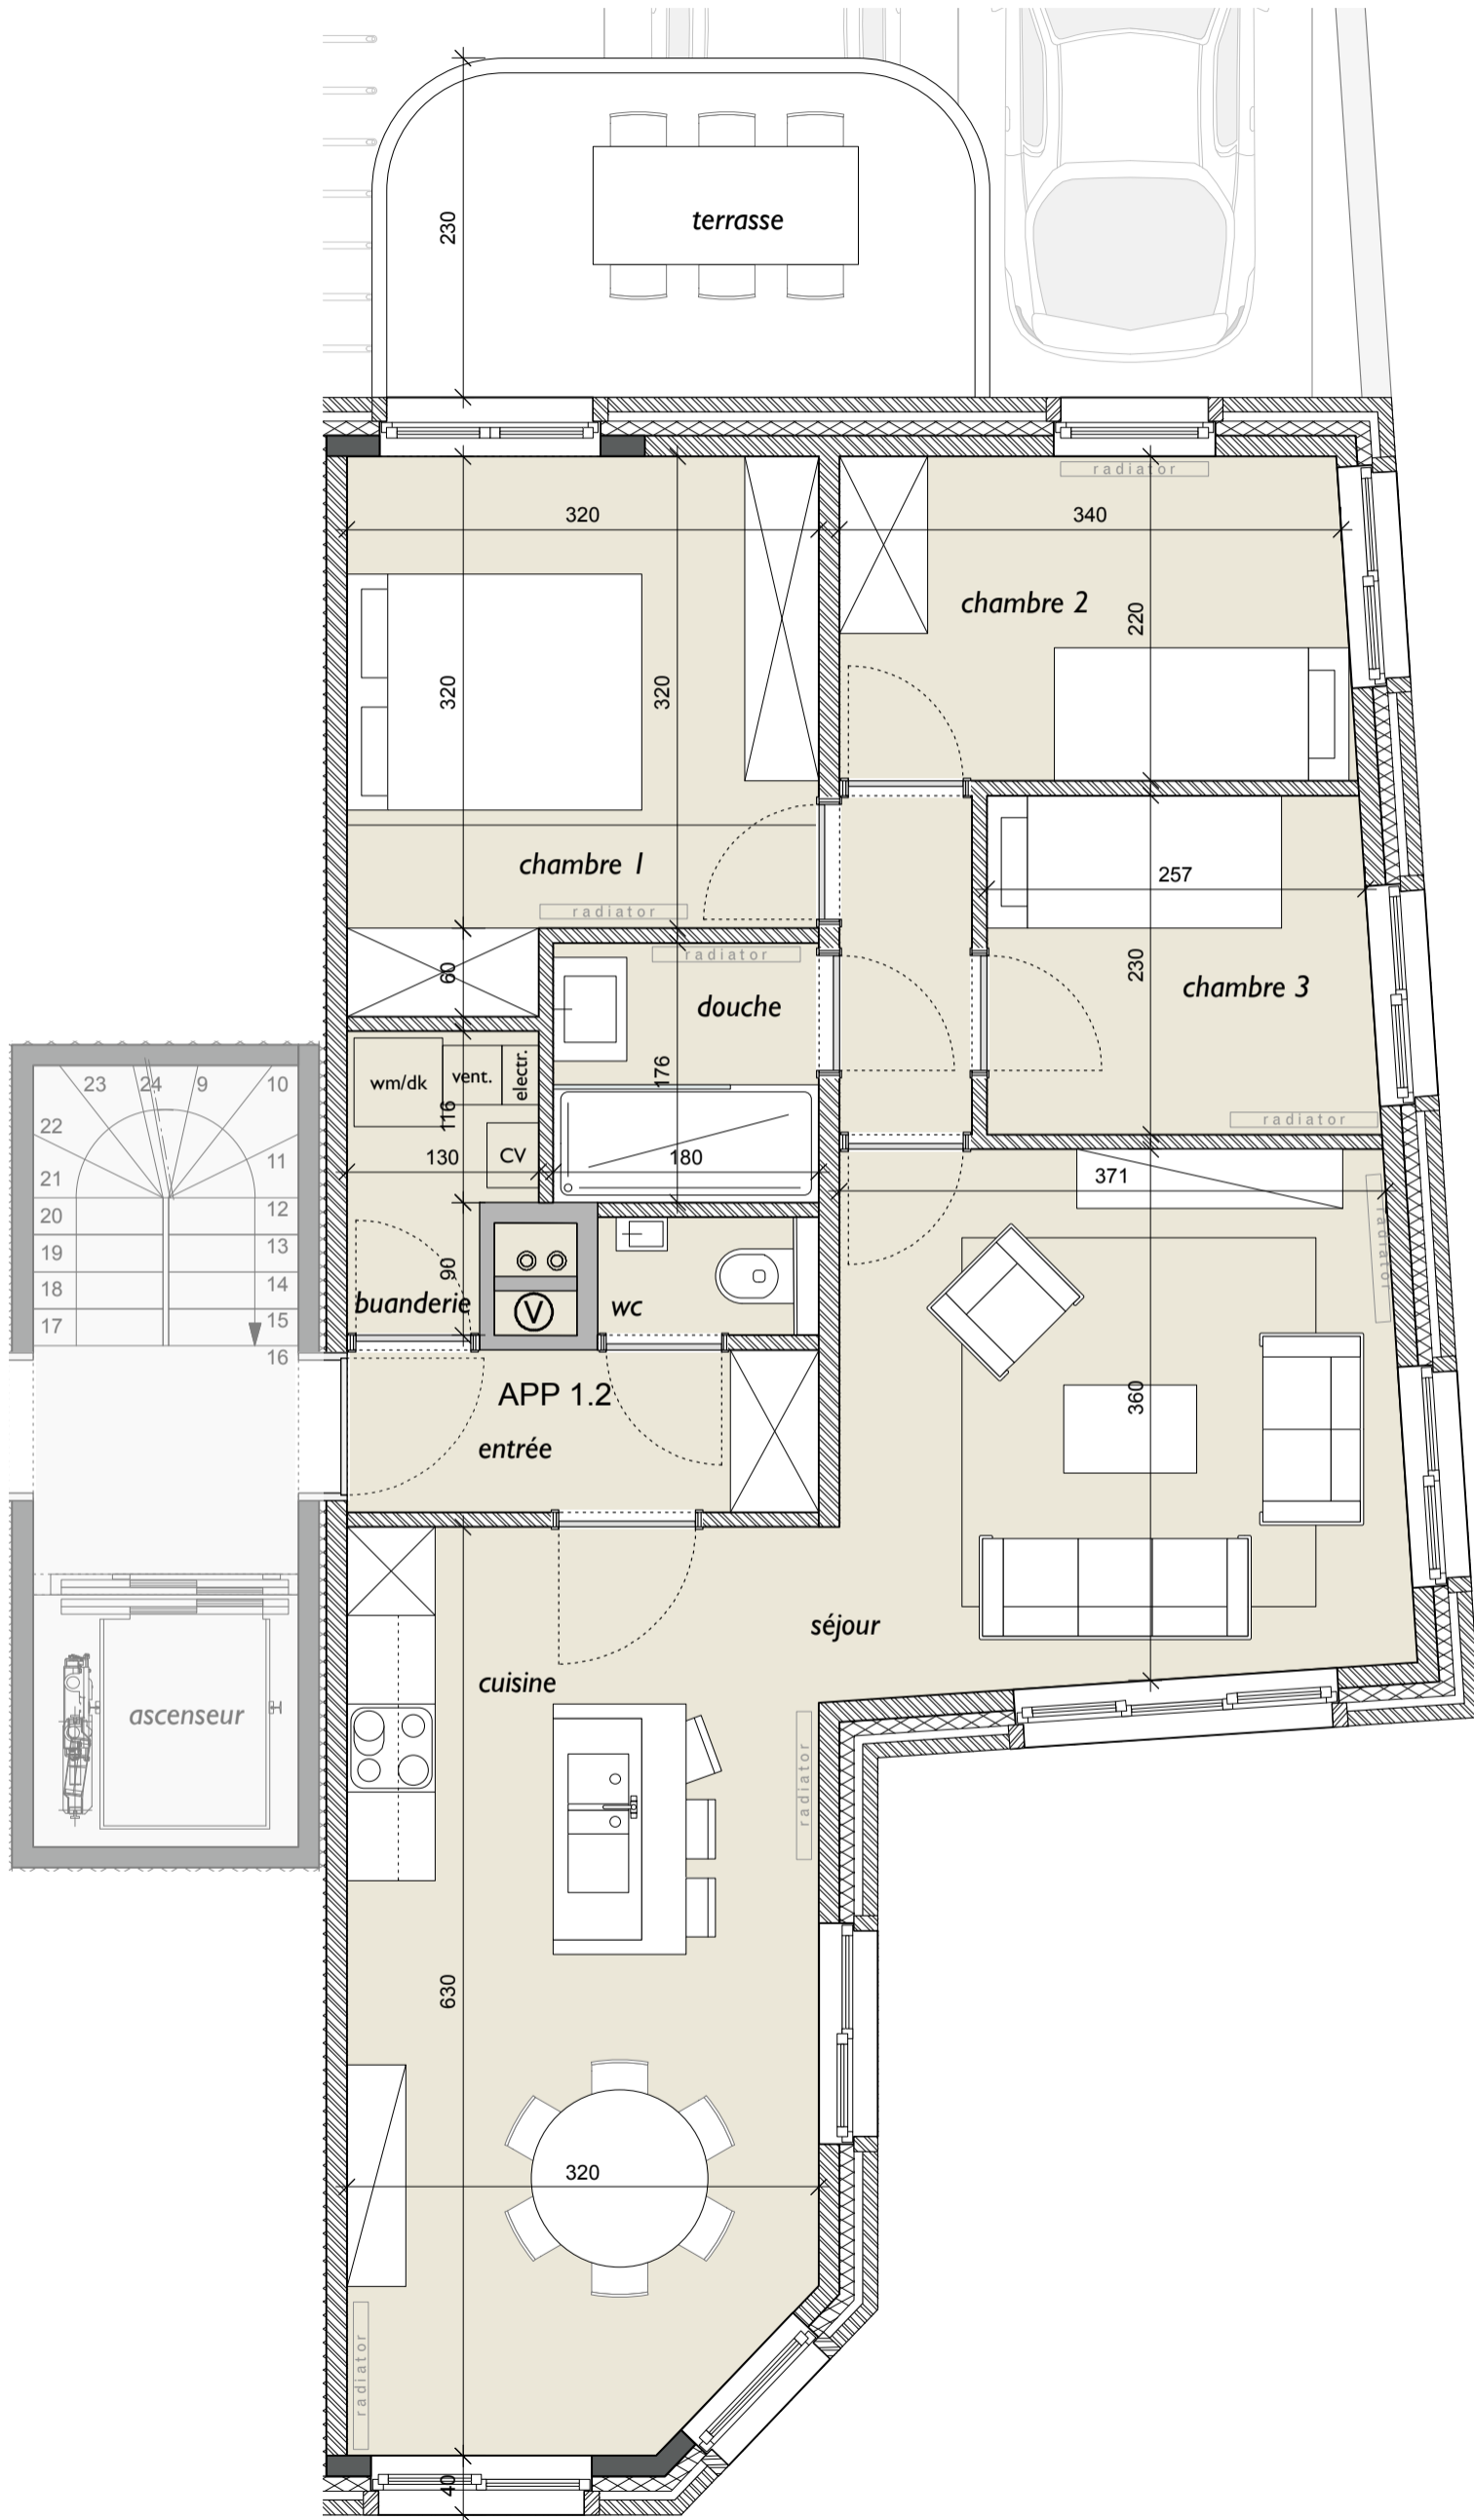 230
terrasse
radiator
320
340
chambre 2
220
320
320
chambre 1
257
radiator
radiator
60
230
chambre 3
douche
176
wm/dk
vent.
electr.
116
CV
130
180
radiator
371
radiator
23
24
9
10
22
11
21
12
20
13
19
14
18
15
17
16
90
buanderie
V
wc
APP 1.2
entrée
360
séjour
cuisine
ascenseur
radiator
630
320
radiator
40